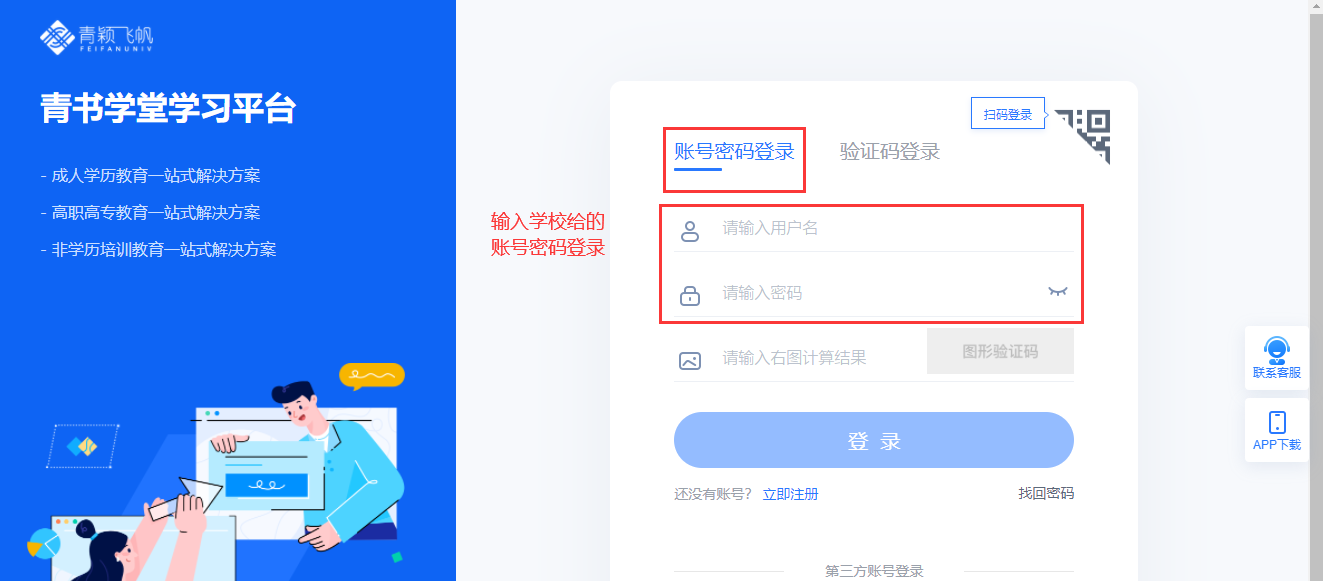 青颖飞帆
FEIFANUNIV
青书学堂学习平台
- 成人学历教育一站式解决方案
- 高职高专教育一站式解决方案
- 非学历培训教育一站式解决方案
输入学校给的
账号密码登录
扫码登录
账号密码登录
验证码登录
请输入用户名
请输入密码
请输入右图计算结果
图形验证码
登 录
还没有账号？
立即注册
找回密码
第三方账号登录
联系客服
APP下载